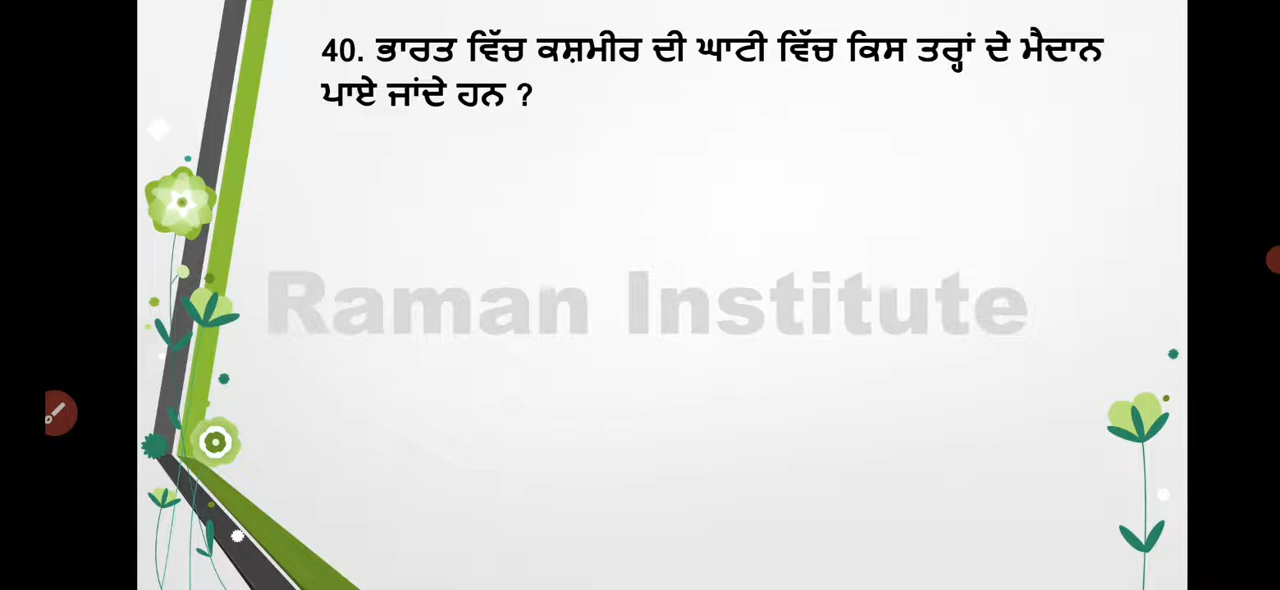 40. ਭਾਰਤ ਵਿੱਚ ਕਸ਼ਮੀਰ ਦੀ ਘਾਟੀ ਵਿੱਚ ਕਿਸ ਤਰ੍ਹਾਂ ਦੇ ਮੈਦਾਨ
ਪਾਏ ਜਾਂਦੇ ਹਨ ?
Raman Institute